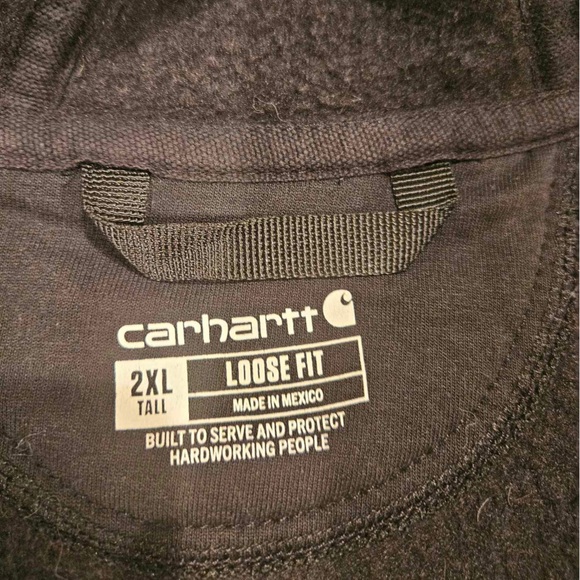 carhartt
2XL TALL
LOOSE FIT
MADE IN MEXICO
BUILT TO SERVE AND PROTECT
HARDWORKING PEOPLE